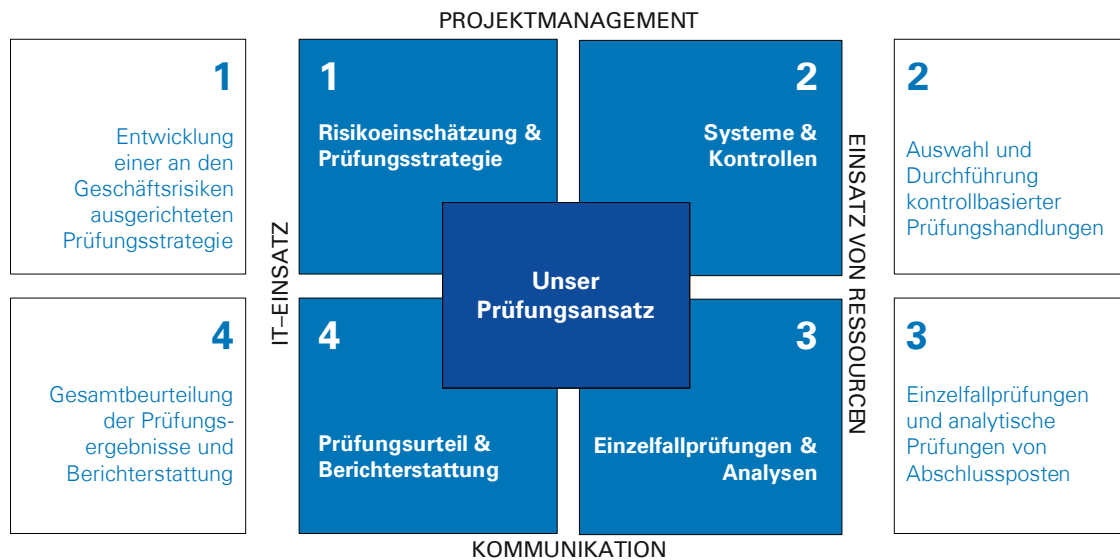 PROJEKTMANAGEMENT
1
Entwicklung
einer an den
Geschäftsrisiken
ausgerichteten
Prüfungsstrategie
1
Risikoeinschätzung &
Prüfungsstrategie
2
Systeme &
Kontrollen
2
Auswahl und
Durchführung
kontrollbasierter
Prüfungshandlungen
IT–EINSATZ
Unser
Prüfungsansatz
EINSATZ VON RESSOURCEN
4
Gesamtbeurteilung
der Prüfungs-
ergebnisse und
Berichterstattung
4
Prüfungsurteil &
Berichterstattung
3
Einzelfallprüfungen &
Analysen
3
Einzelfallprüfungen
und analytische
Prüfungen von
Abschlussposten
KOMMUNIKATION